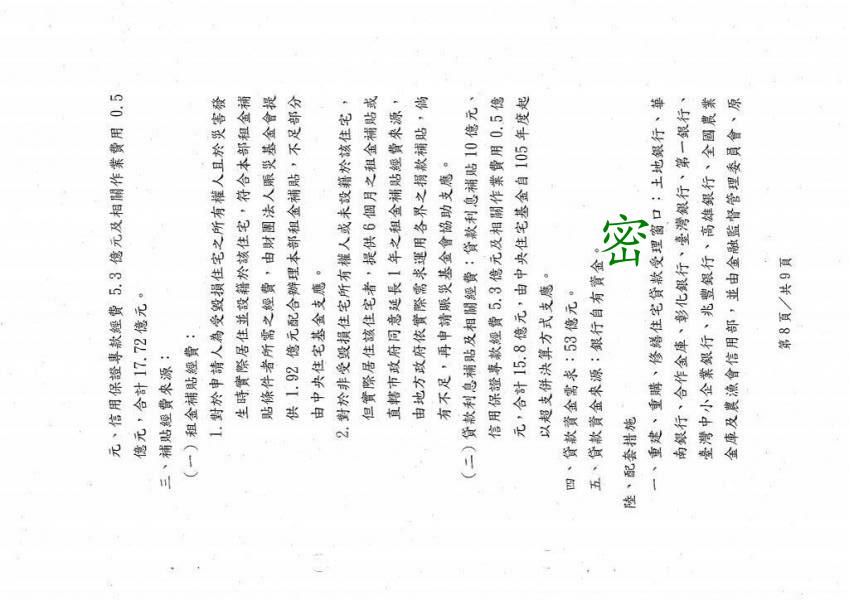 元、信用保證專款經費 5.3 億元及相關作業費用 0.5
億元,合計 17.72 億元。
三、補貼經費來源:
(一)租金補貼經費:
1.對於申請人為受毀損住宅之所有權人且於災害發
生時實際居住並設籍於該住宅,符合本部租金補
貼條件者所需之經費,由財團法人賑災基金會提
供 1.92 億元配合辦理本部租金補貼,不足部分
由中央住宅基金支應。
2.對於非受毀損住宅所有權人或未設籍於該住宅,
但實際居住該住宅者,提供 6 個月之租金補貼或
直轄市政府同意延長 1 年之租金補貼經費來源,
由地方政府依實際需求運用各界之捐款補貼,倘
有不足,再申請賑災基金會協助支應。
(二)貸款利息補貼及相關經費:貸款利息補貼 10 億元、
信用保證專款經費 5.3 億元及相關作業費用 0.5 億
元,合計 15.8 億元,由中央住宅基金自 105 年度起
以超支併決算方式支應。
四、貸款資金需求:53 億元。
五、貸款資金來源:銀行自有資金。
密
陸、配套措施
一、重建、重購、修繕住宅貸款受理窗口:土地銀行、華
南銀行、合作金庫、彰化銀行、臺灣銀行、第一銀行、
臺灣中小企業銀行、兆豐銀行、高雄銀行、全國農業
金庫及農漁會信用部,並由金融監督管理委員會、原
第 8 頁/共 9 頁